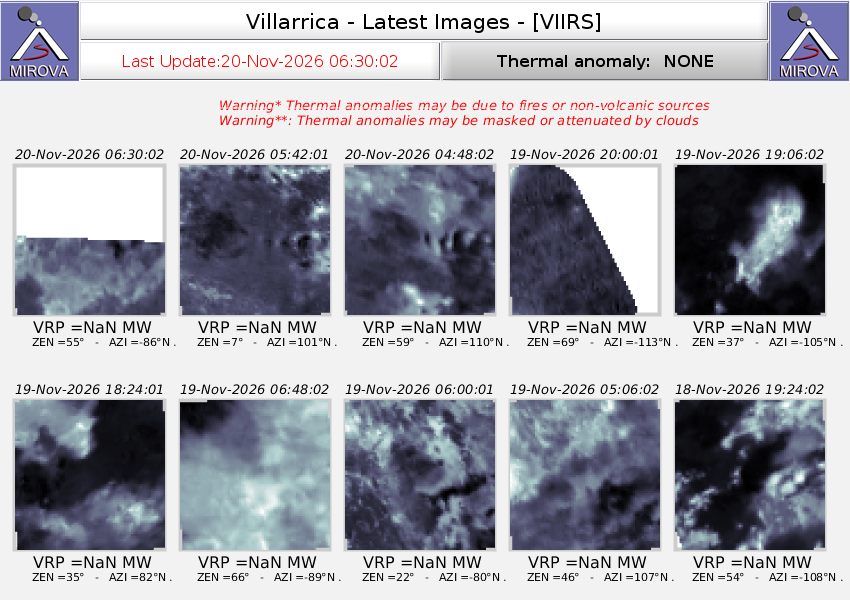 Villarrica - Latest Images - [VIIRS]
MIROVA
Last Update:20-Nov-2026 06:30:02
Thermal anomaly: NONE
MIROVA
Warning* Thermal anomalies may be due to fires or non-volcanic sources
Warning**: Thermal anomalies may be masked or attenuated by clouds
20-Nov-2026 06:30:02 20-Nov-2026 05:42:01 20-Nov-2026 04:48:02 19-Nov-2026 20:00:01 19-Nov-2026 19:06:02
VRP =NaN MW VRP =NaN MW VRP =NaN MW VRP =NaN MW VRP =NaN MW
ZEN =55° - AZI =-86°N . ZEN =7° - AZI =101°N . ZEN =59° - AZI =110°N . ZEN =69° - AZI =-113°N . ZEN =37° - AZI =-105°N .
19-Nov-2026 18:24:01 19-Nov-2026 06:48:02 19-Nov-2026 06:00:01 19-Nov-2026 05:06:02 18-Nov-2026 19:24:02
VRP =NaN MW VRP =NaN MW VRP =NaN MW VRP =NaN MW VRP =NaN MW
ZEN =35° - AZI =82°N . ZEN =66° - AZI =-89°N . ZEN =22° - AZI =-80°N . ZEN =46° - AZI =107°N . ZEN =54° - AZI =-108°N .